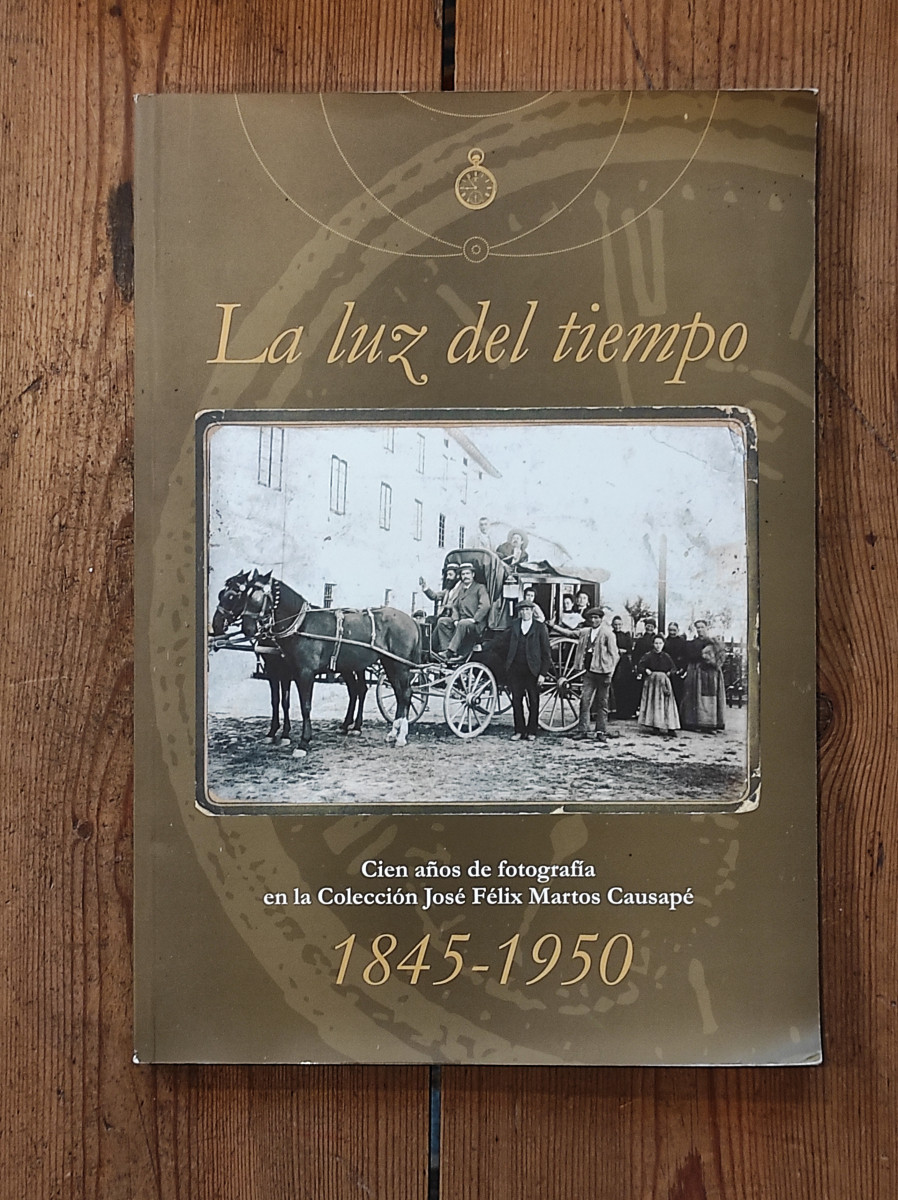 La luz del tiempo
Cien años de fotografía
en la Colección José Félix Martos Causapé
1845-1950